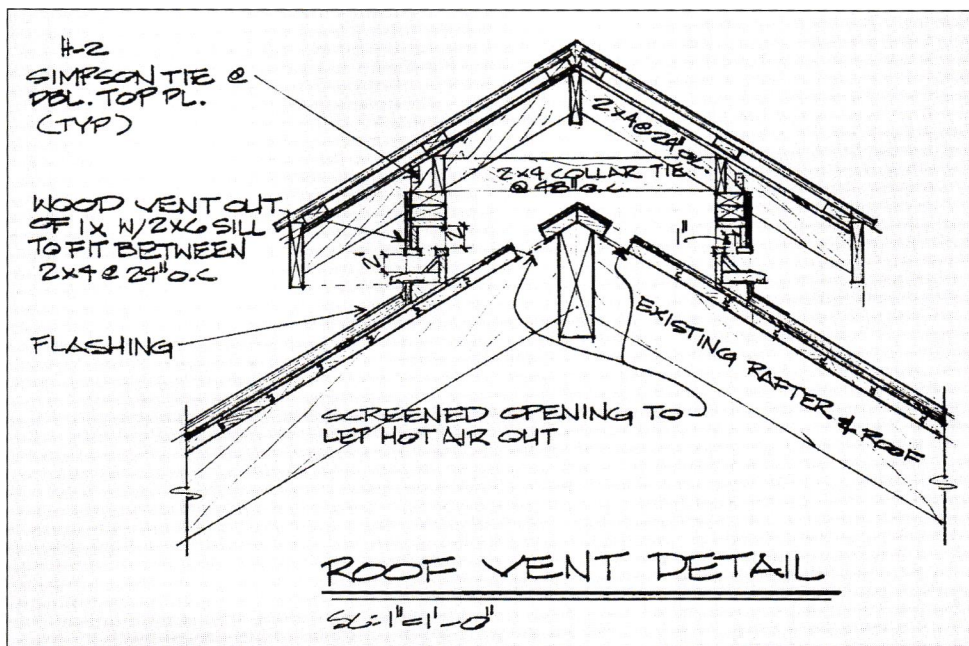 H-2
SIMPSON TIE @
DBL. TOP PL.
(TYP)
WOOD VENT OUT
OF 1X W/2X6 SILL
TO FIT BETWEEN
2x4 @ 24" O.C
FLASHING
2x4 @ 24" O.C.
2x4 COLLAR TIE
@ 48" O.C.
2"
2"
1"
SCREENED OPENING TO
LET HOT AIR OUT
EXISTING RAFTER & ROOF
ROOF VENT DETAIL
SC:1"=1'-0"